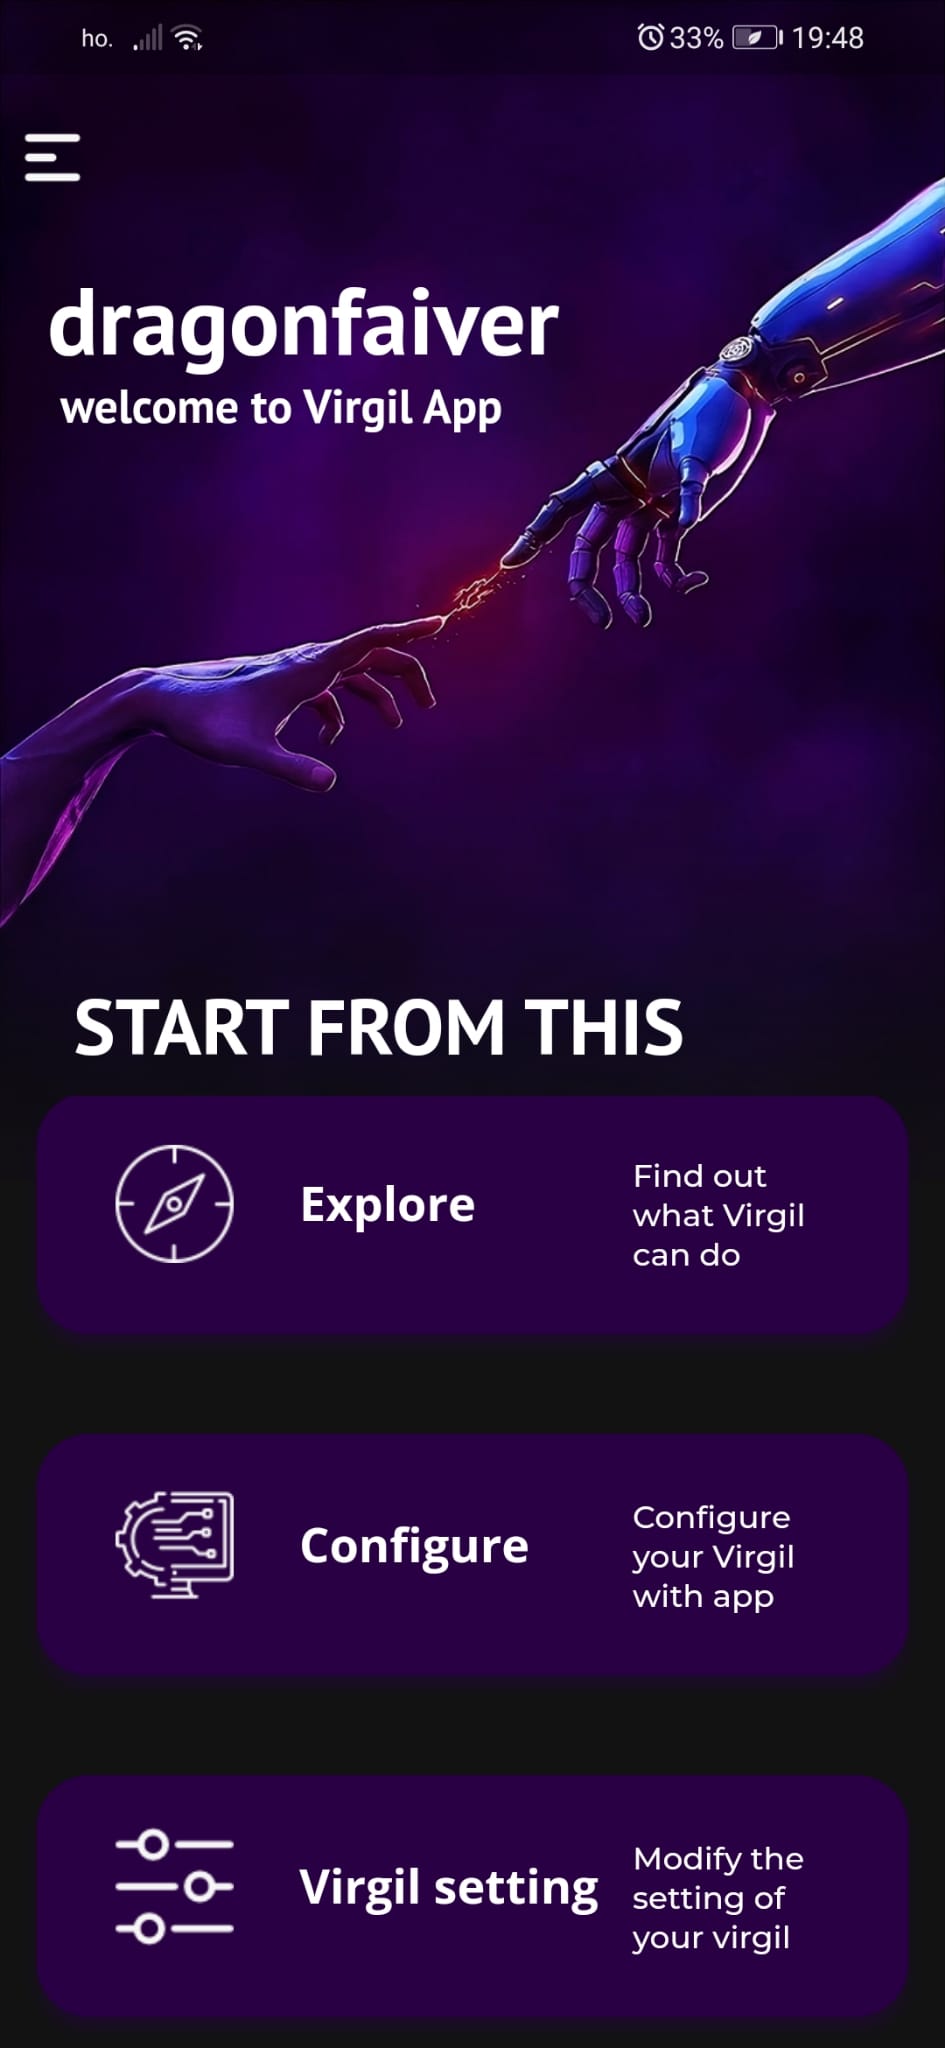 ho. 33% 19:48
dragonfaiver
welcome to Virgil App
START FROM THIS
Explore
Find out
what Virgil
can do
Configure
Configure
your Virgil
with app
Virgil setting
Modify the
setting of
your virgil